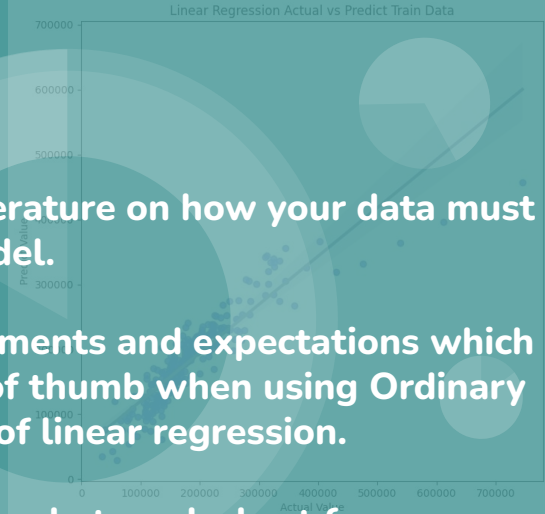 Linear Regression Actual vs Predict Train Data
700000
600000
500000
erature on how your data must
del.
300000
ments and expectations which
of thumb when using Ordinary
100000
of linear regression.
0
0 100000 200000 300000 400000 500000 600000 700000
Actual Value